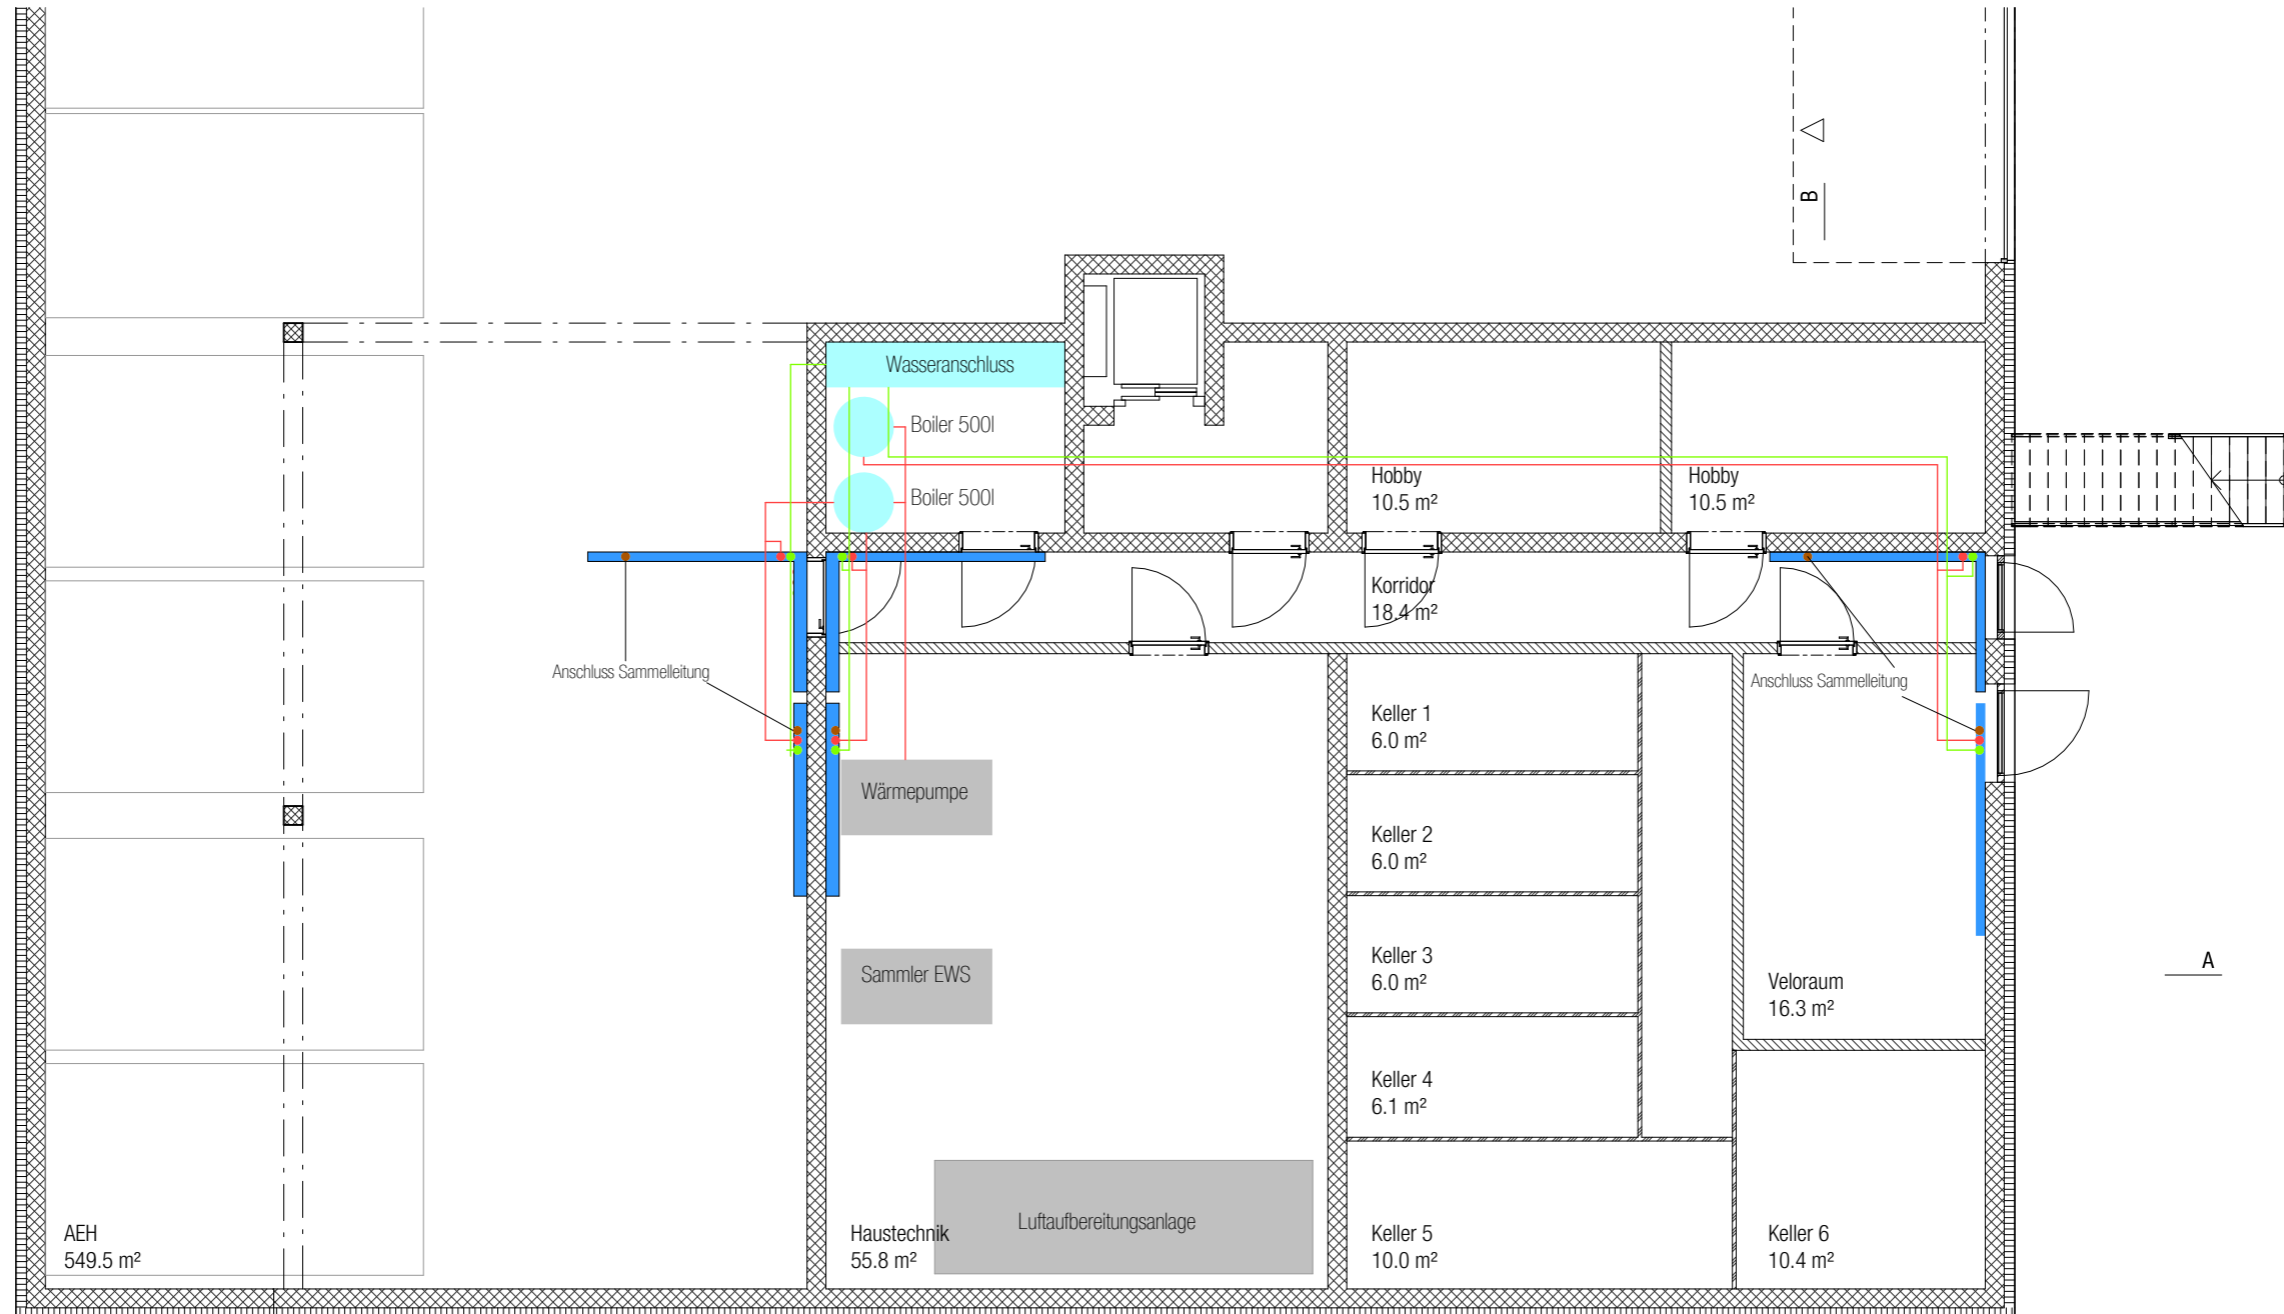 B
Wasseranschluss
Boiler 500l
Boiler 500l
Hobby
10.5 m²
Hobby
10.5 m²
Korridor
18.4 m²
Anschluss Sammelleitung
Anschluss Sammelleitung
Keller 1
6.0 m²
Wärmepumpe
Keller 2
6.0 m²
Sammler EWS
Keller 3
6.0 m²
Veloraum
16.3 m²
A
Keller 4
6.1 m²
Luftaufbereitungsanlage
AEH
549.5 m²
Haustechnik
55.8 m²
Keller 5
10.0 m²
Keller 6
10.4 m²